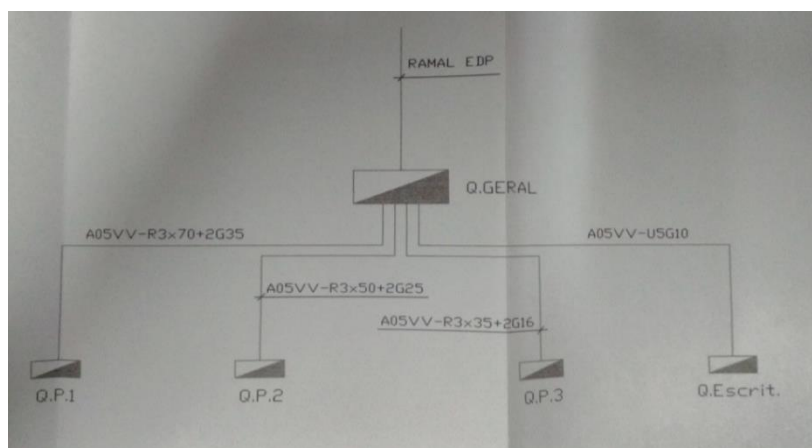 RAMAL EDP
Q.GERAL
A05VV-R3x70+2G35
A05VV-U5G10
A05VV-R3x50+2G25
A05VV-R3x35+2G16
Q.P.1
Q.P.2
Q.P.3
Q.Escrit.